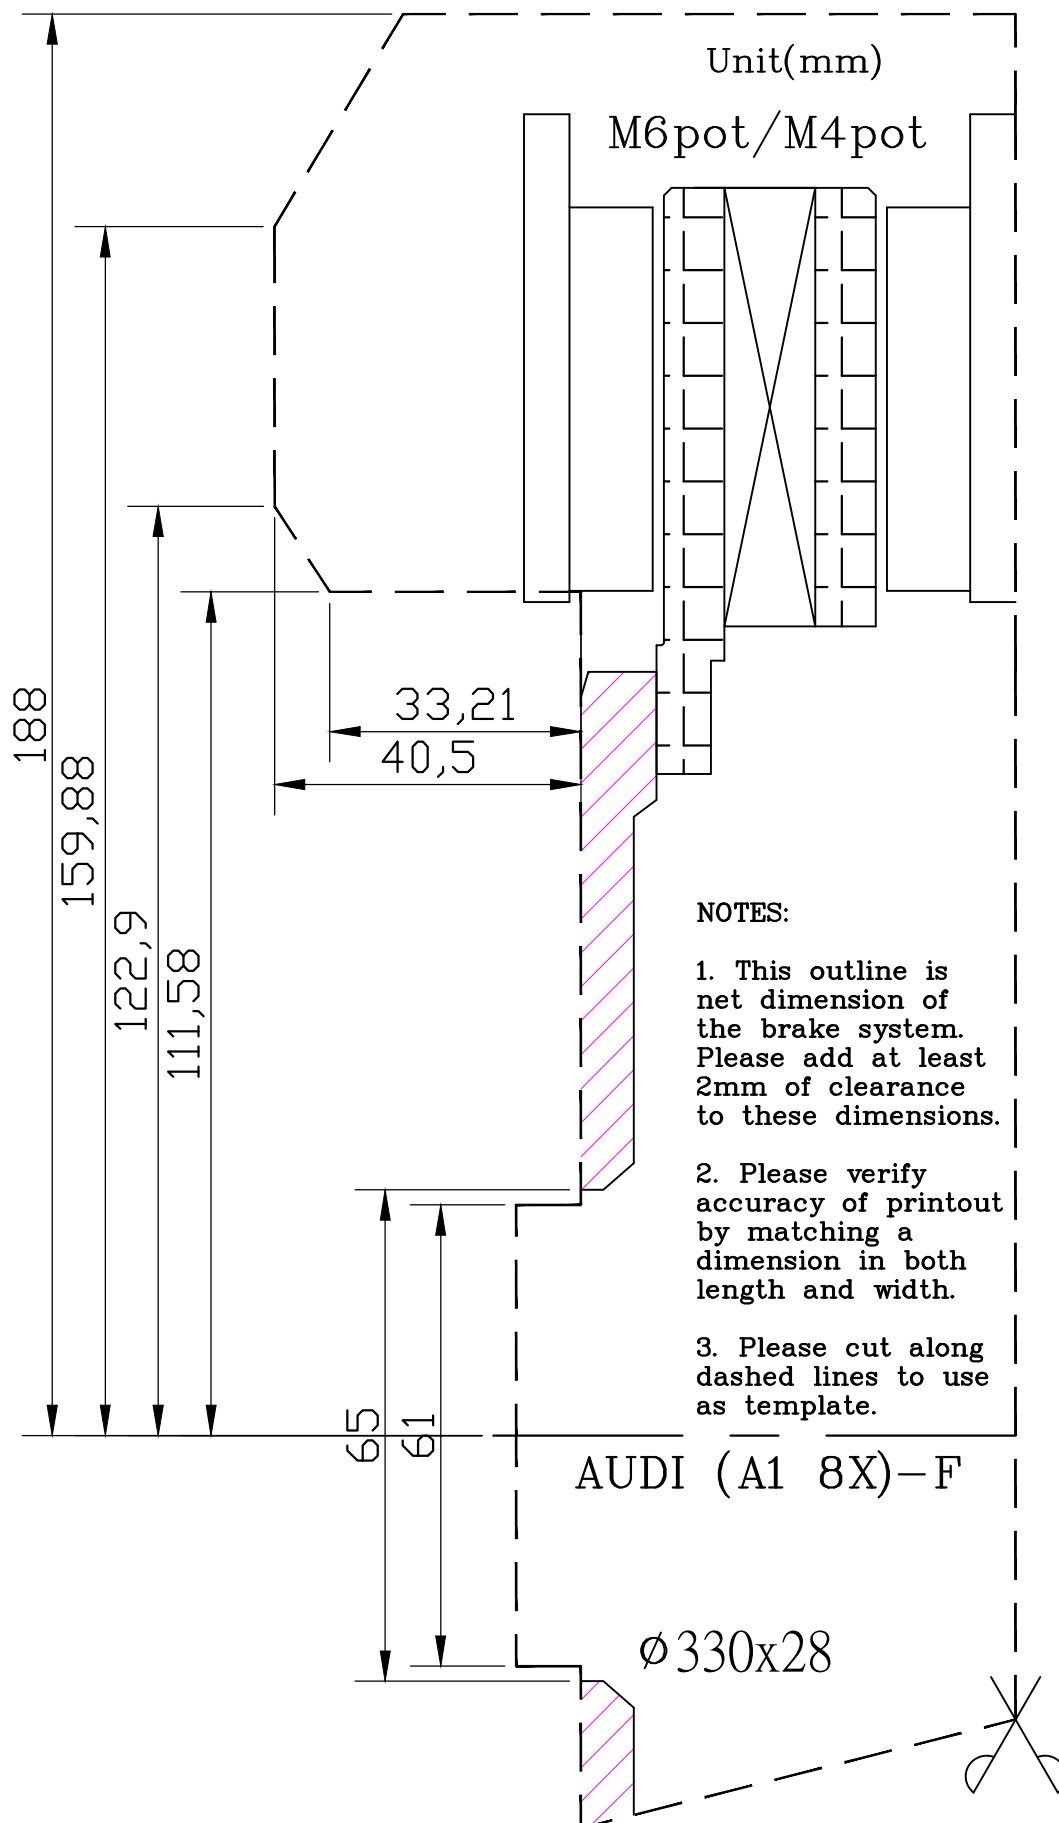 Unit(mm)
M6pot/M4pot
33,21
40,5
188
159,88
122,9
111,58
NOTES:
1. This outline is
net dimension of
the brake system.
Please add at least
2mm of clearance
to these dimensions.
2. Please verify
accuracy of printout
by matching a
dimension in both
length and width.
3. Please cut along
dashed lines to use
as template.
65
61
AUDI (A1 8X)-F
ϕ330x28